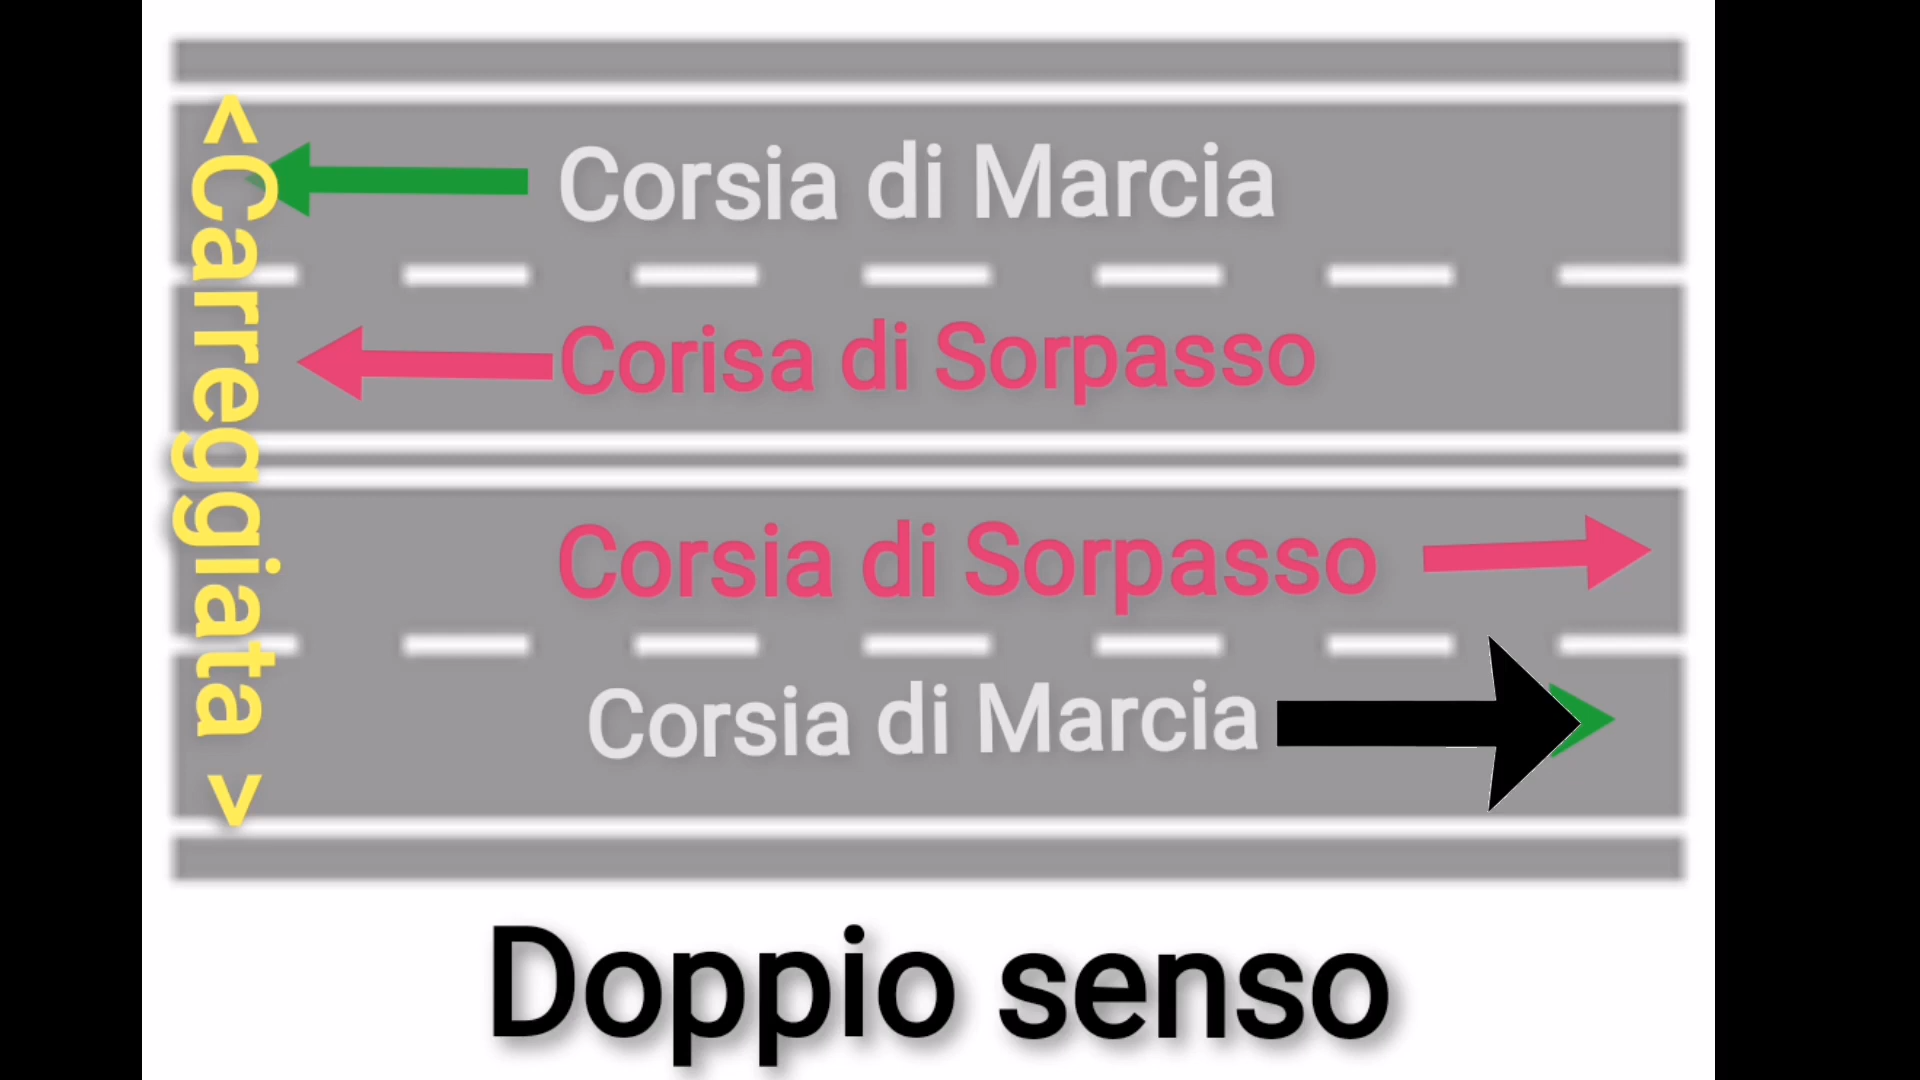 <Carreggiata >
Corsia di Marcia
Corisa di Sorpasso
Corsia di Sorpasso
Corsia di Marcia
Doppio senso